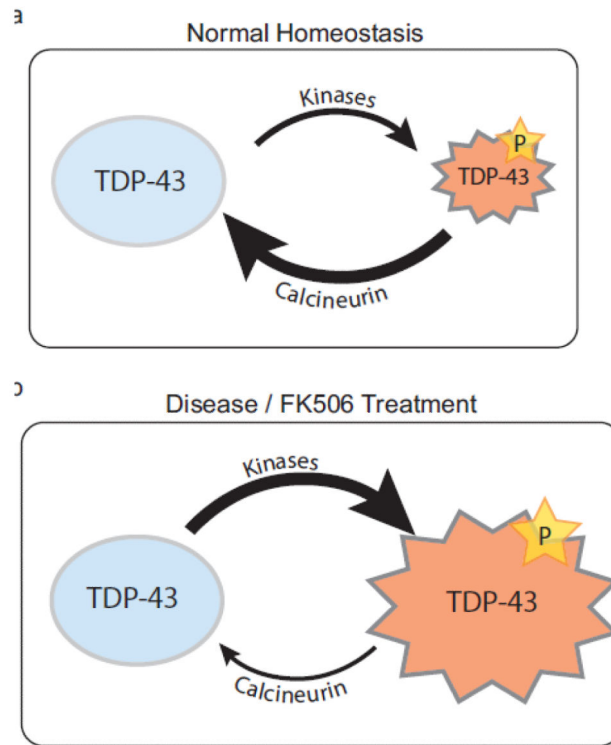 a
Normal Homeostasis
Kinases
P
TDP-43
TDP-43
Calcineurin
Disease / FK506 Treatment
Kinases
P
TDP-43
TDP-43
Calcineurin